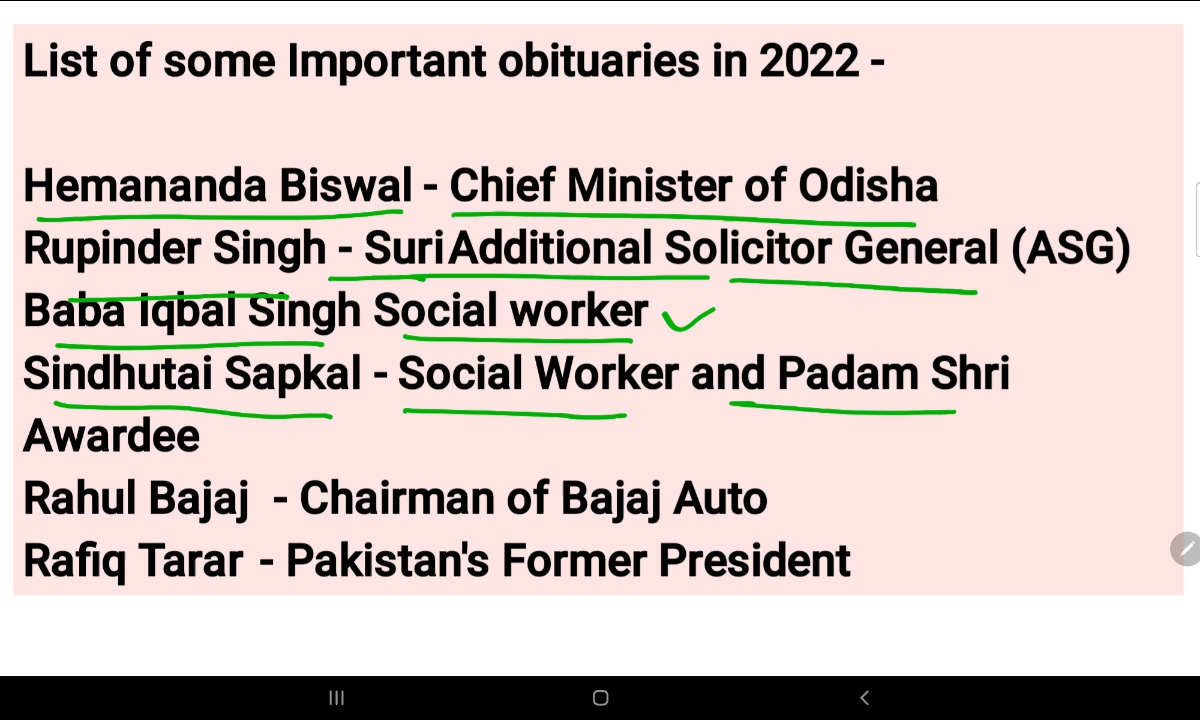 List of some Important obituaries in 2022 -
Hemananda Biswal - Chief Minister of Odisha
Rupinder Singh - Suri Additional Solicitor General (ASG)
Baba Iqbal Singh Social worker
Sindhutai Sapkal - Social Worker and Padam Shri
Awardee
Rahul Bajaj - Chairman of Bajaj Auto
Rafiq Tarar - Pakistan's Former President